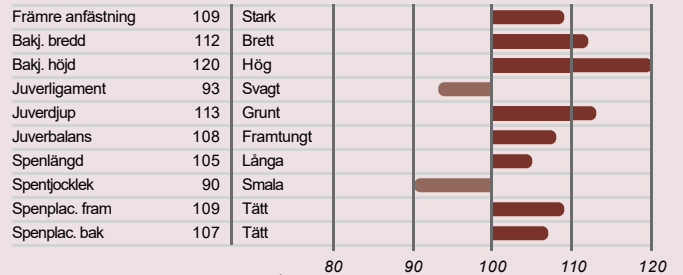 Främre anfästning 109 Stark
Bakj. bredd 112 Brett
Bakj. höjd 120 Hög
Juverligament 93 Svagt
Juverdjup 113 Grunt
Juverbalans 108 Framtungt
Spenlängd 105 Långa
Spentjocklek 90 Smala
Spenplac. fram 109 Tätt
Spenplac. bak 107 Tätt
80 90 100 110 120